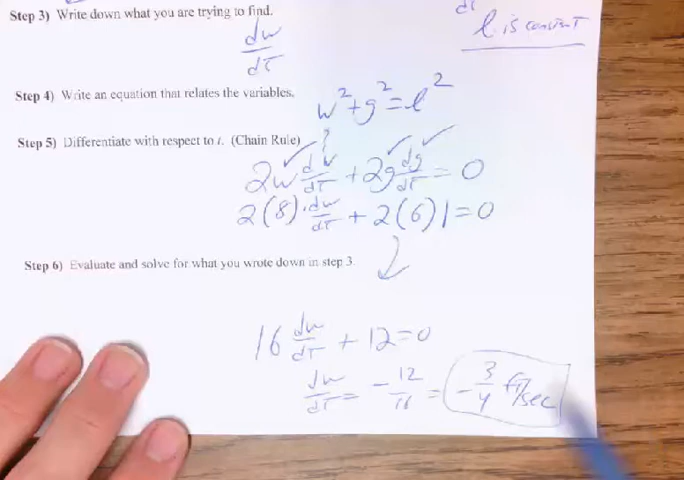 Step 3) Write down what you are trying to find.
dw/dt
l is constant
Step 4) Write an equation that relates the variables.
w²+g²=l²
Step 5) Differentiate with respect to t. (Chain Rule)
?
2w dw/dt + 2g dg/dt = 0
2(8)·dw/dt + 2(6)1=0
Step 6) Evaluate and solve for what you wrote down in step 3.
16 dw/dt + 12=0
dw/dt = -12/16 = -3/4 ft/sec